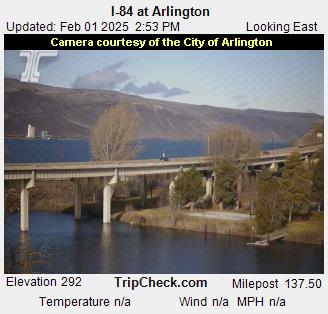 I-84 at Arlington
Updated: Feb 01 2025 2:53 PM Looking East
Camera courtesy of the City of Arlington
Elevation 292 TripCheck.com Milepost 137.50
Temperature n/a Wind n/a MPH n/a